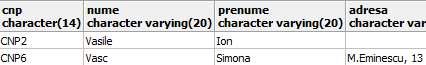 cnp nume prenume adresa
character(14) character varying(20) character varying(20) character var
CNP2 Vasile Ion
CNP6 Vasc Simona M.Eminescu, 13